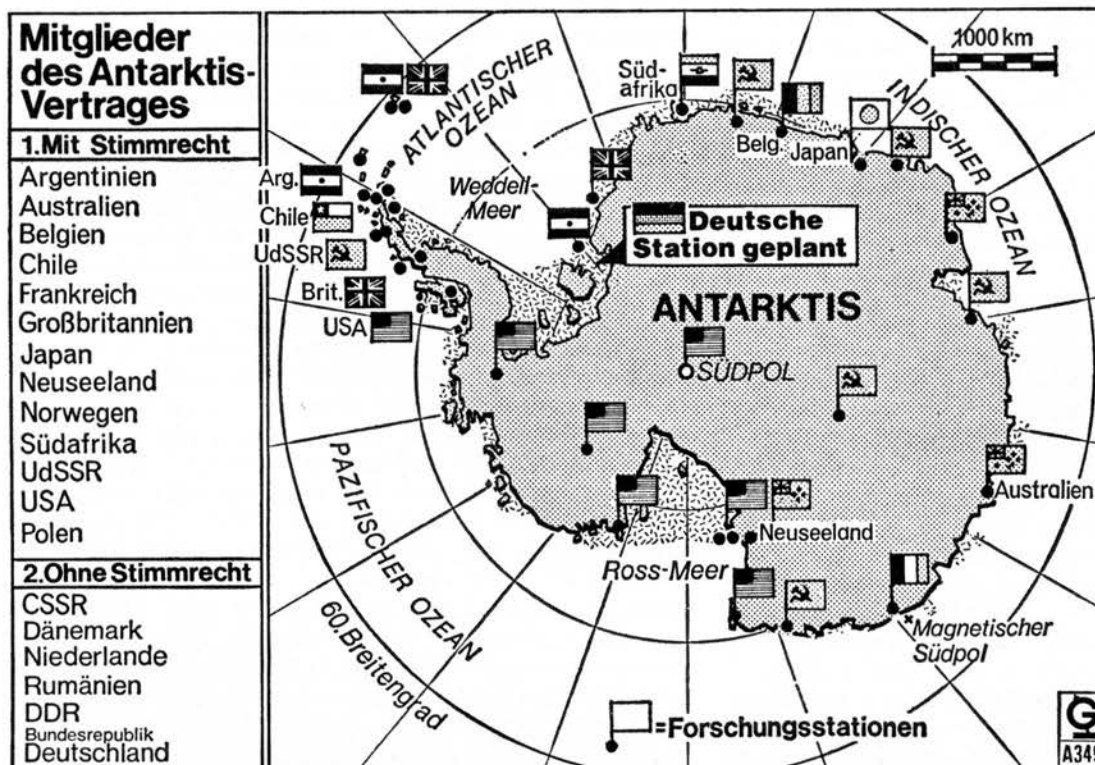 Mitglieder
des Antarktis-
Vertrages
1.Mit Stimmrecht
Argentinien
Australien
Belgien
Chile
Frankreich
Großbritannien
Japan
Neuseeland
Norwegen
Südafrika
UdSSR
USA
Polen
2.Ohne Stimmrecht
CSSR
Dänemark
Niederlande
Rumänien
DDR
Bundesrepublik
Deutschland
1000 km
ATLANTISCHER
OZEAN
Süd-
afrika
Belg.
Japan
INDISCHER
OZEAN
Arg.
Chile
UdSSR
Brit.
USA
Weddell-
Meer
Deutsche
Station geplant
ANTARKTIS
SÜDPOL
Australien
Neuseeland
Ross-Meer
Magnetischer
Südpol
PAZIFISCHER OZEAN
60.Breitengrad
=Forschungsstationen
G